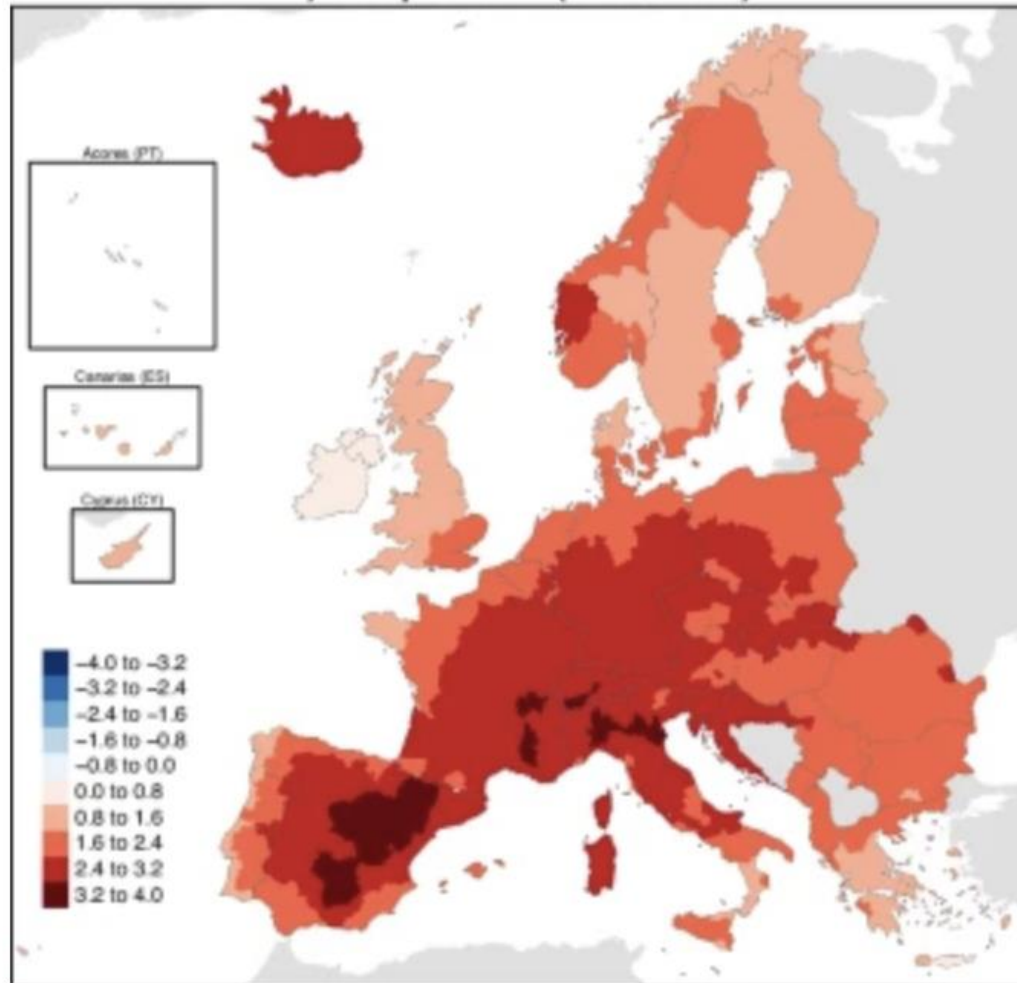 Acores (PT)
Canarias (ES)
Cyprus (CY)
−4.0 to −3.2
−3.2 to −2.4
−2.4 to −1.6
−1.6 to −0.8
−0.8 to 0.0
0.0 to 0.8
0.8 to 1.6
1.6 to 2.4
2.4 to 3.2
3.2 to 4.0